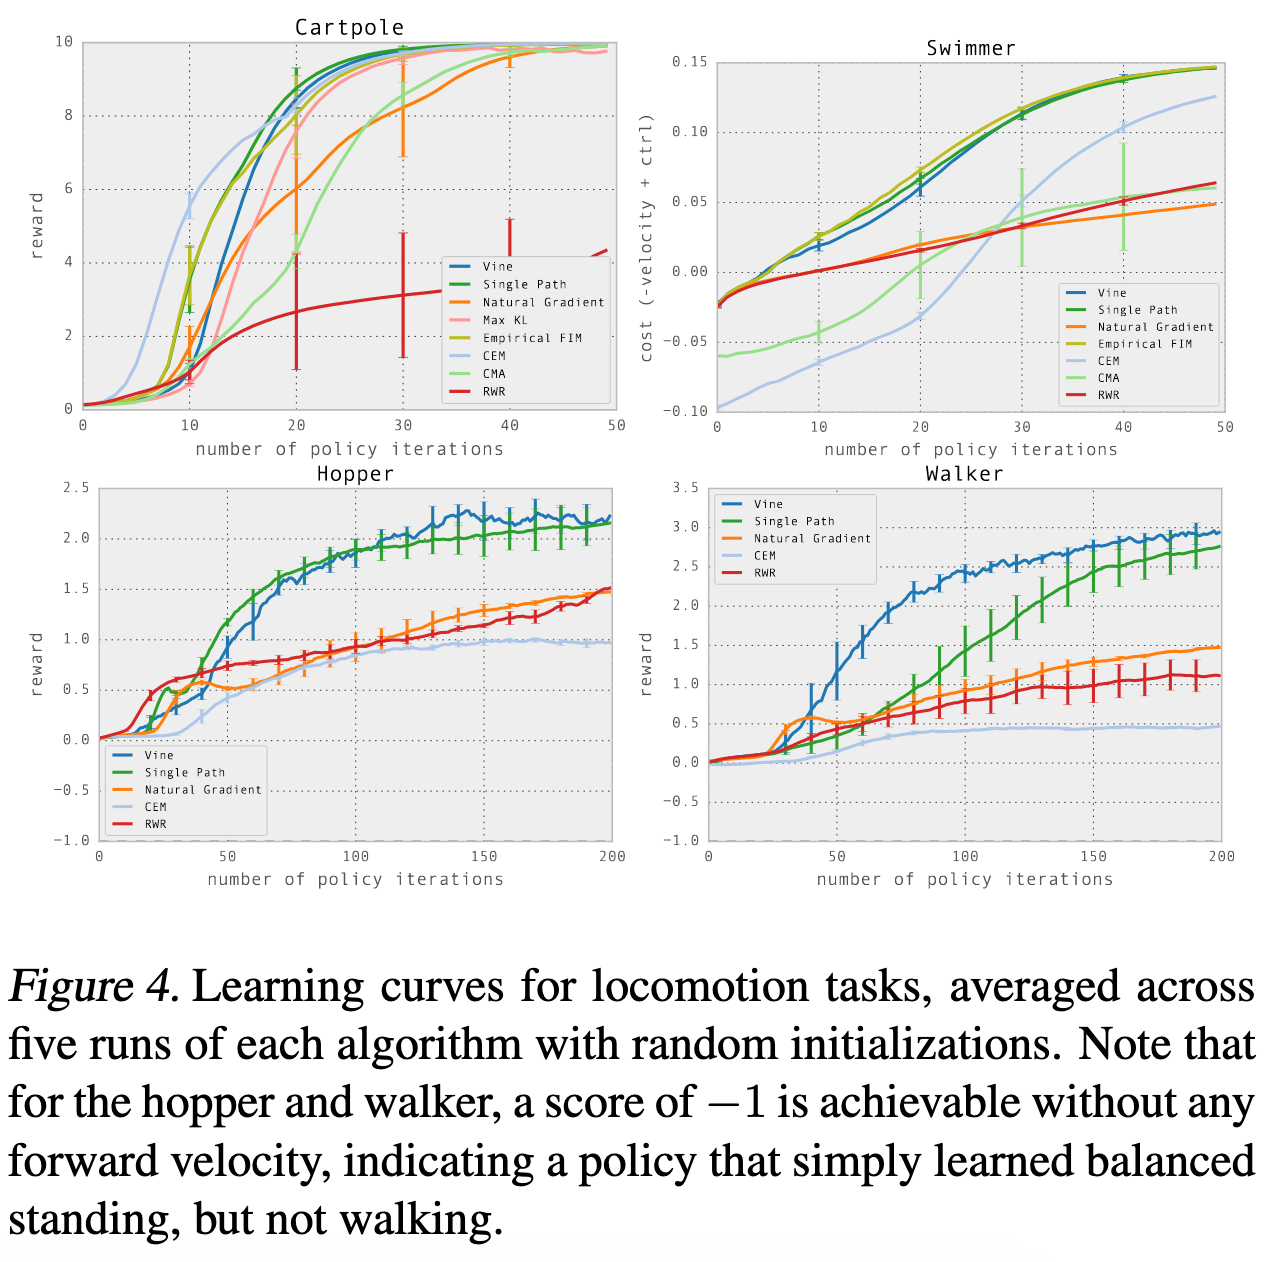 Cartpole
10
8
6
4
2
0
reward
Vine
Single Path
Natural Gradient
Max KL
Empirical FIM
CEM
CMA
RWR
0 10 20 30 40 50
number of policy iterations
Swimmer
0.15
0.10
0.05
0.00
−0.05
−0.10
cost (-velocity + ctrl)
Vine
Single Path
Natural Gradient
Empirical FIM
CEM
CMA
RWR
0 10 20 30 40 50
number of policy iterations
Hopper
2.5
2.0
1.5
1.0
0.5
0.0
−0.5
−1.0
reward
Vine
Single Path
Natural Gradient
CEM
RWR
0 50 100 150 200
number of policy iterations
Walker
3.5
3.0
2.5
2.0
1.5
1.0
0.5
0.0
−0.5
−1.0
reward
Vine
Single Path
Natural Gradient
CEM
RWR
0 50 100 150 200
number of policy iterations
Figure 4. Learning curves for locomotion tasks, averaged across
five runs of each algorithm with random initializations. Note that
for the hopper and walker, a score of −1 is achievable without any
forward velocity, indicating a policy that simply learned balanced
standing, but not walking.